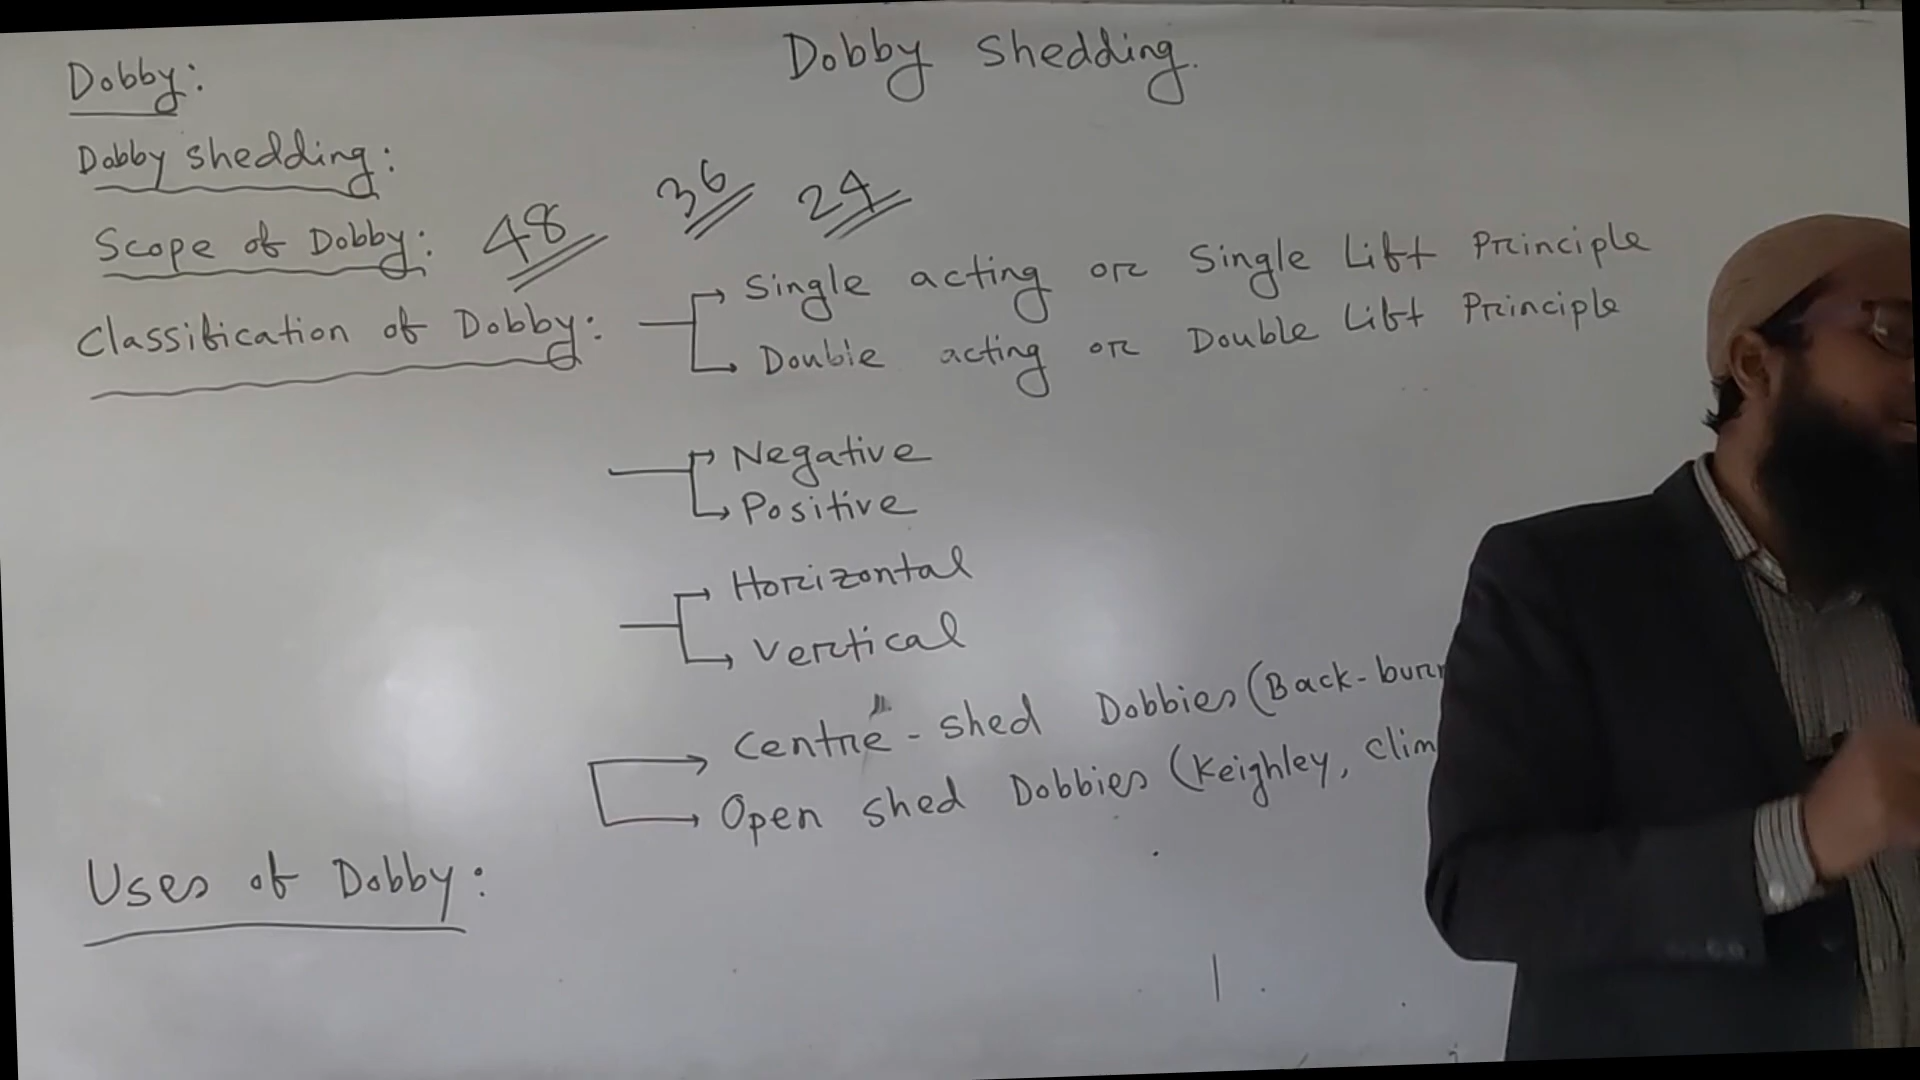 Dobby Shedding.
Dobby:
Dobby shedding:
Scope of Dobby: 48 36 24
Classification of Dobby: Single acting or Single Lift Principle
Double acting or Double Lift Principle
Negative
Positive
Horizontal
Vertical
Centre-shed Dobbies (Back-burr
Open shed Dobbies (Keighley, Clim
Uses of Dobby: